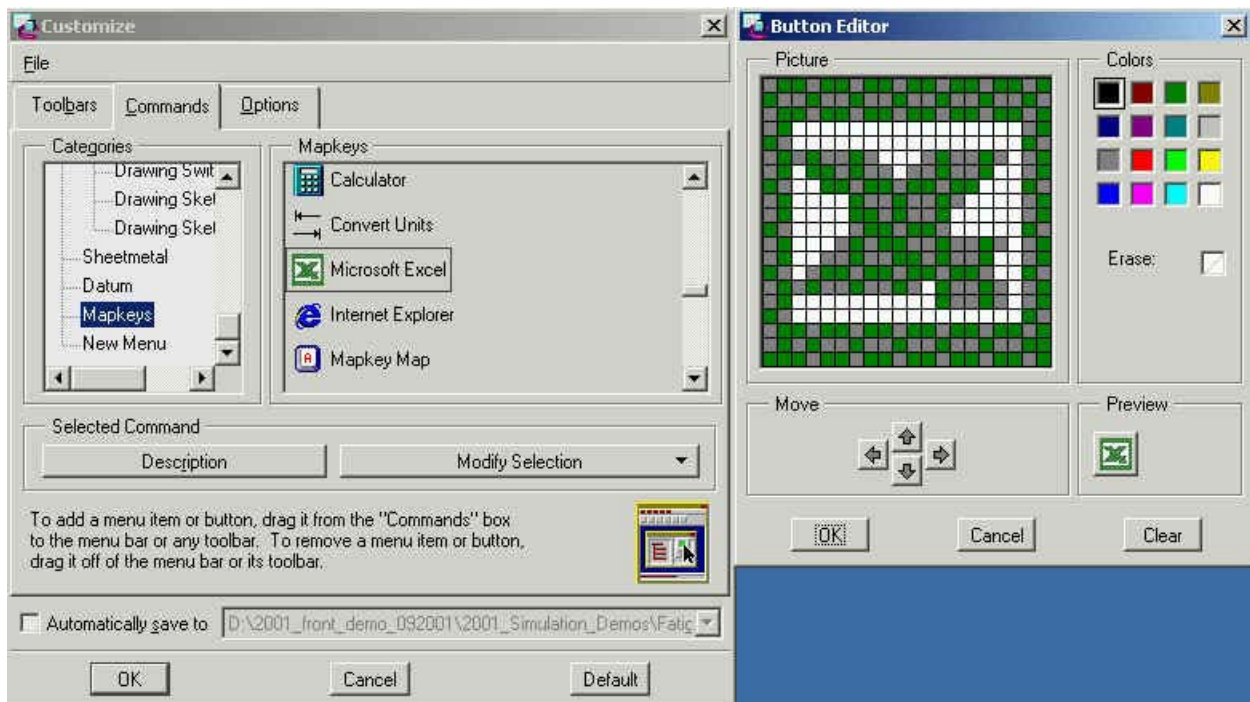 Customize
File
Toolbars
Commands
Options
Categories
Drawing Swit
Drawing Skel
Drawing Skel
Sheetmetal
Datum
Mapkeys
New Menu
Mapkeys
Calculator
Convert Units
Microsoft Excel
Internet Explorer
A
Mapkey Map
Selected Command
Description
Modify Selection
To add a menu item or button, drag it from the "Commands" box
to the menu bar or any toolbar. To remove a menu item or button,
drag it off of the menu bar or its toolbar.
Automatically save to
D:\2001_front_demo_092001\2001_Simulation_Demos\Fatig
OK
Cancel
Default
Button Editor
Picture
Colors
Erase:
Move
Preview
OK
Cancel
Clear